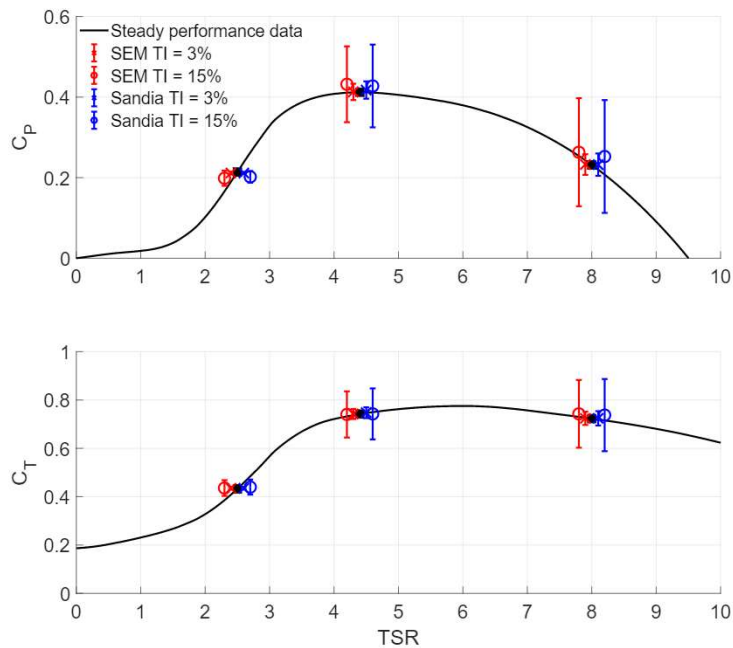 0.6
Steady performance data
SEM TI = 3%
SEM TI = 15%
Sandia TI = 3%
Sandia TI = 15%
0.4
0.2
0
C_P
0 1 2 3 4 5 6 7 8 9 10
1
0.8
0.6
0.4
0.2
0
C_T
0 1 2 3 4 5 6 7 8 9 10
TSR